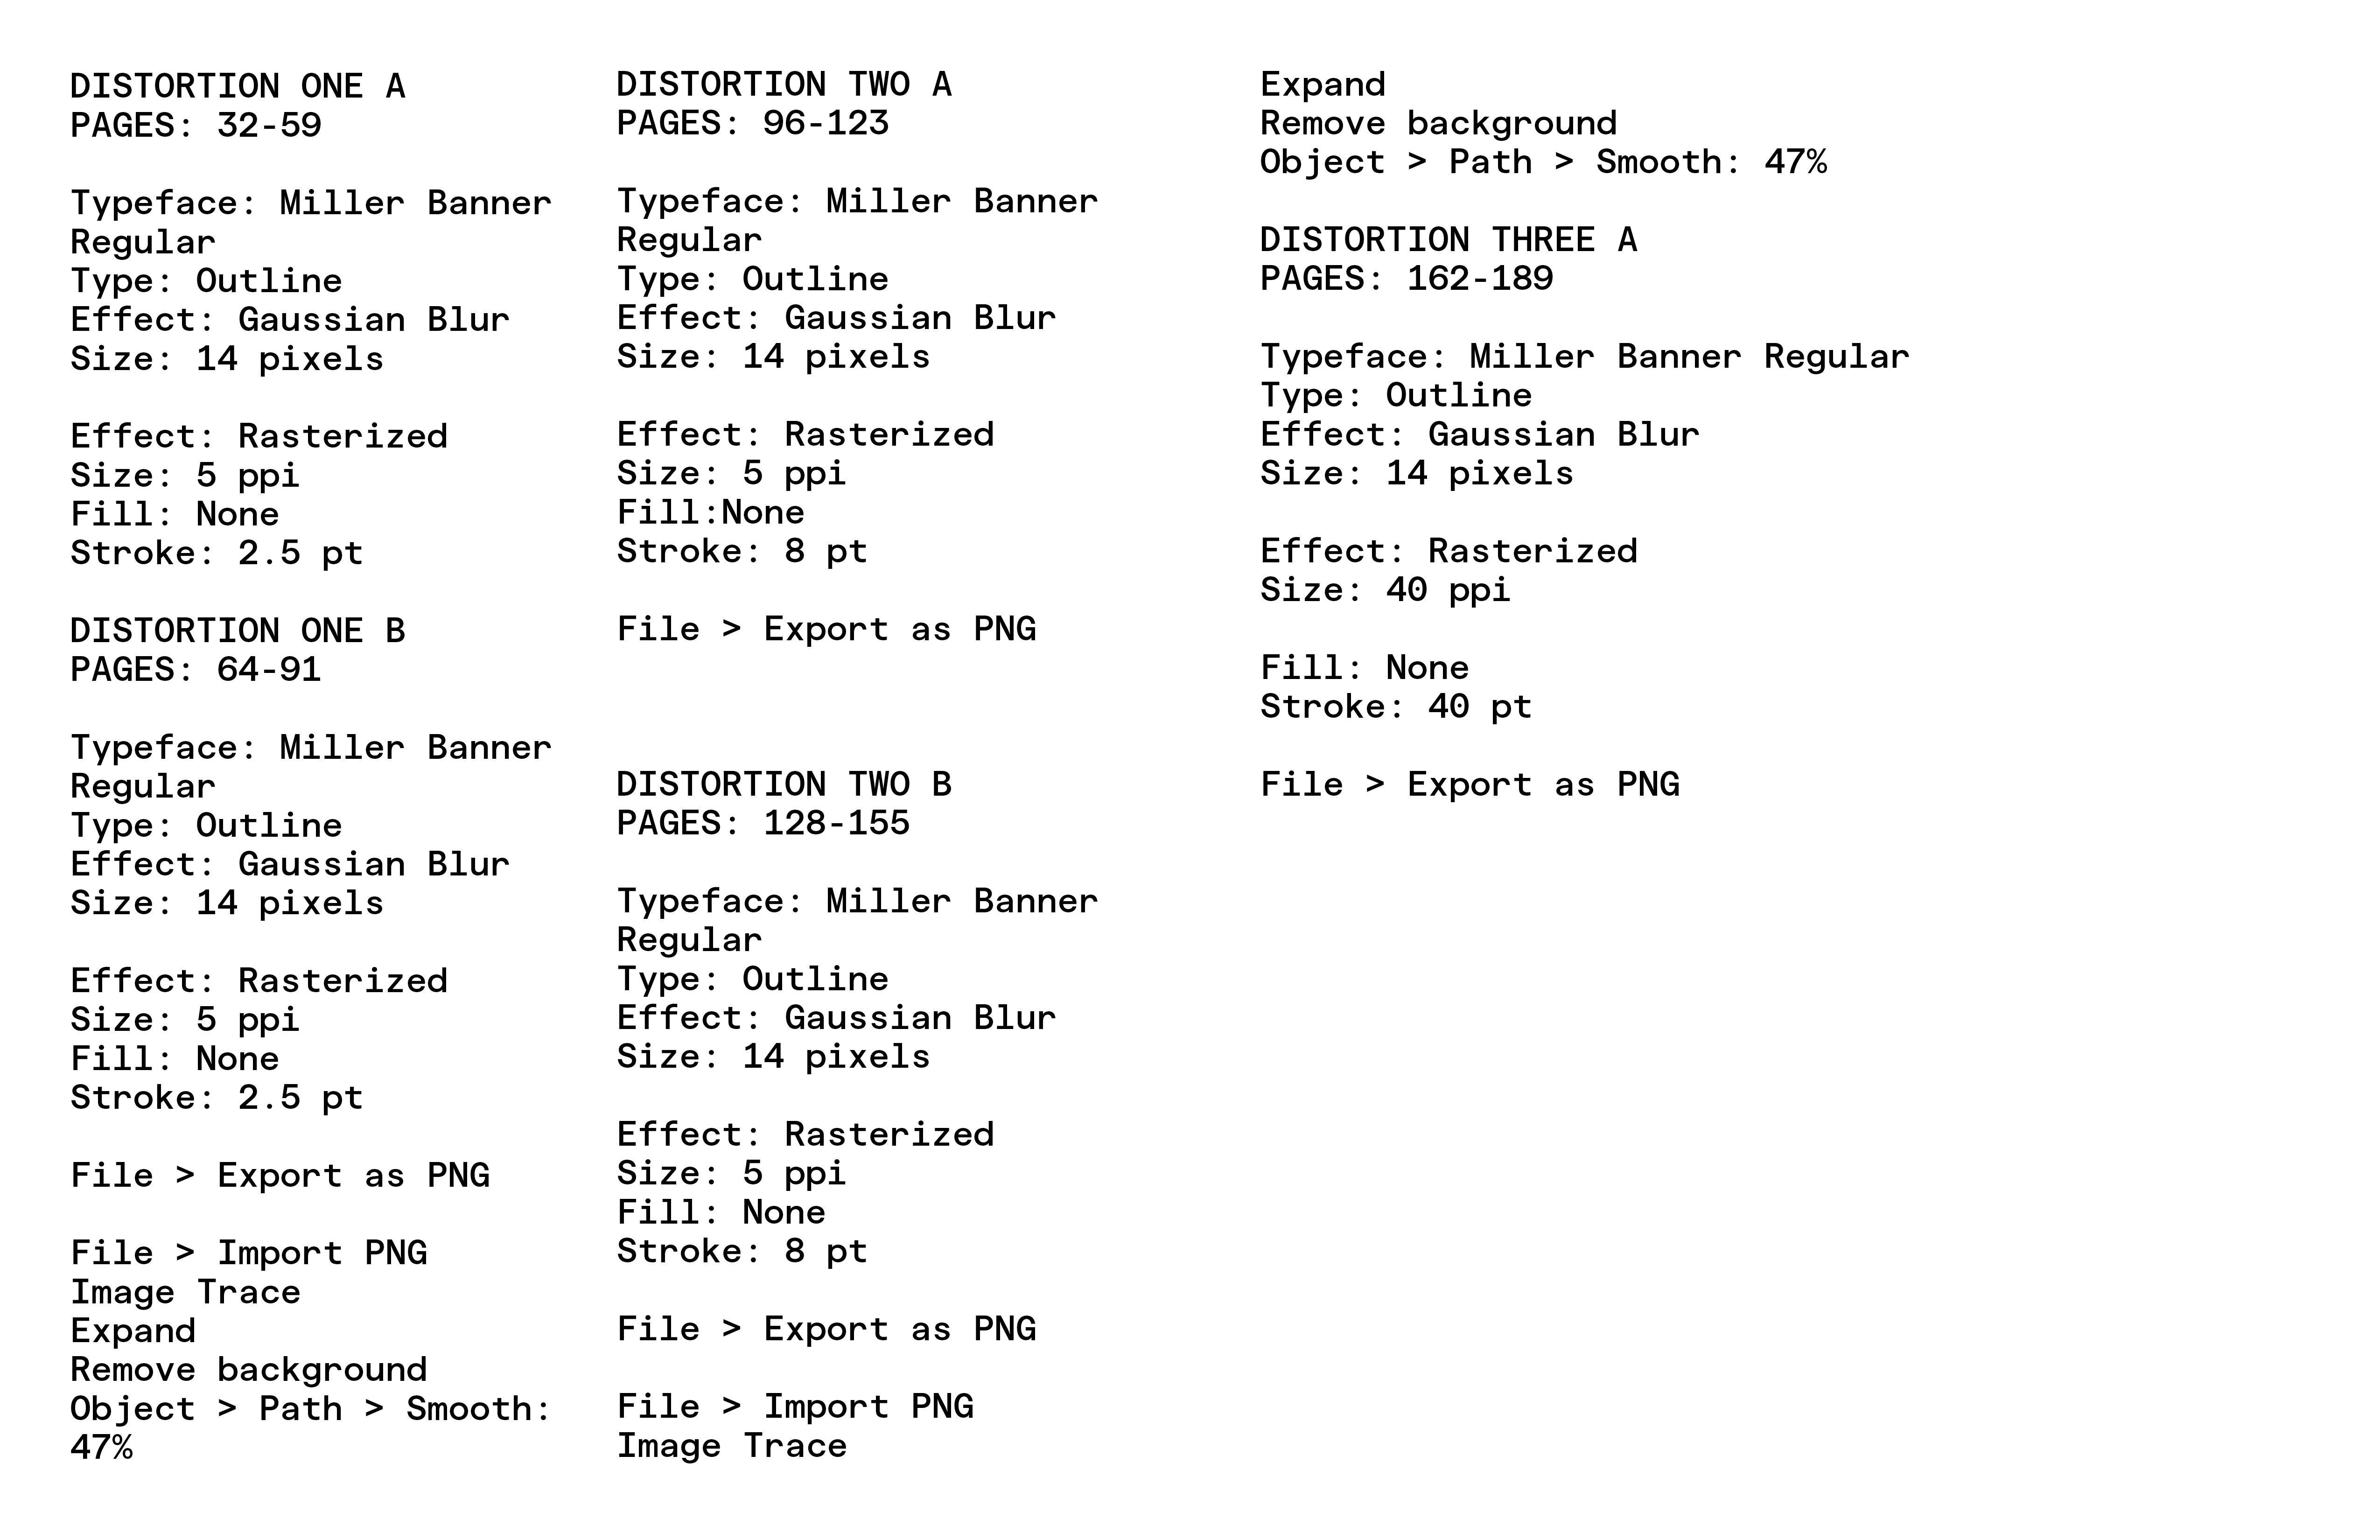 DISTORTION ONE A
PAGES: 32-59
Typeface: Miller Banner
Regular
Type: Outline
Effect: Gaussian Blur
Size: 14 pixels
Effect: Rasterized
Size: 5 ppi
Fill: None
Stroke: 2.5 pt
DISTORTION ONE B
PAGES: 64-91
Typeface: Miller Banner
Regular
Type: Outline
Effect: Gaussian Blur
Size: 14 pixels
Effect: Rasterized
Size: 5 ppi
Fill: None
Stroke: 2.5 pt
File > Export as PNG
File > Import PNG
Image Trace
Expand
Remove background
Object > Path > Smooth:
47%
DISTORTION TWO A
PAGES: 96-123
Typeface: Miller Banner
Regular
Type: Outline
Effect: Gaussian Blur
Size: 14 pixels
Effect: Rasterized
Size: 5 ppi
Fill:None
Stroke: 8 pt
File > Export as PNG
DISTORTION TWO B
PAGES: 128-155
Typeface: Miller Banner
Regular
Type: Outline
Effect: Gaussian Blur
Size: 14 pixels
Effect: Rasterized
Size: 5 ppi
Fill: None
Stroke: 8 pt
File > Export as PNG
File > Import PNG
Image Trace
Expand
Remove background
Object > Path > Smooth: 47%
DISTORTION THREE A
PAGES: 162-189
Typeface: Miller Banner Regular
Type: Outline
Effect: Gaussian Blur
Size: 14 pixels
Effect: Rasterized
Size: 40 ppi
Fill: None
Stroke: 40 pt
File > Export as PNG